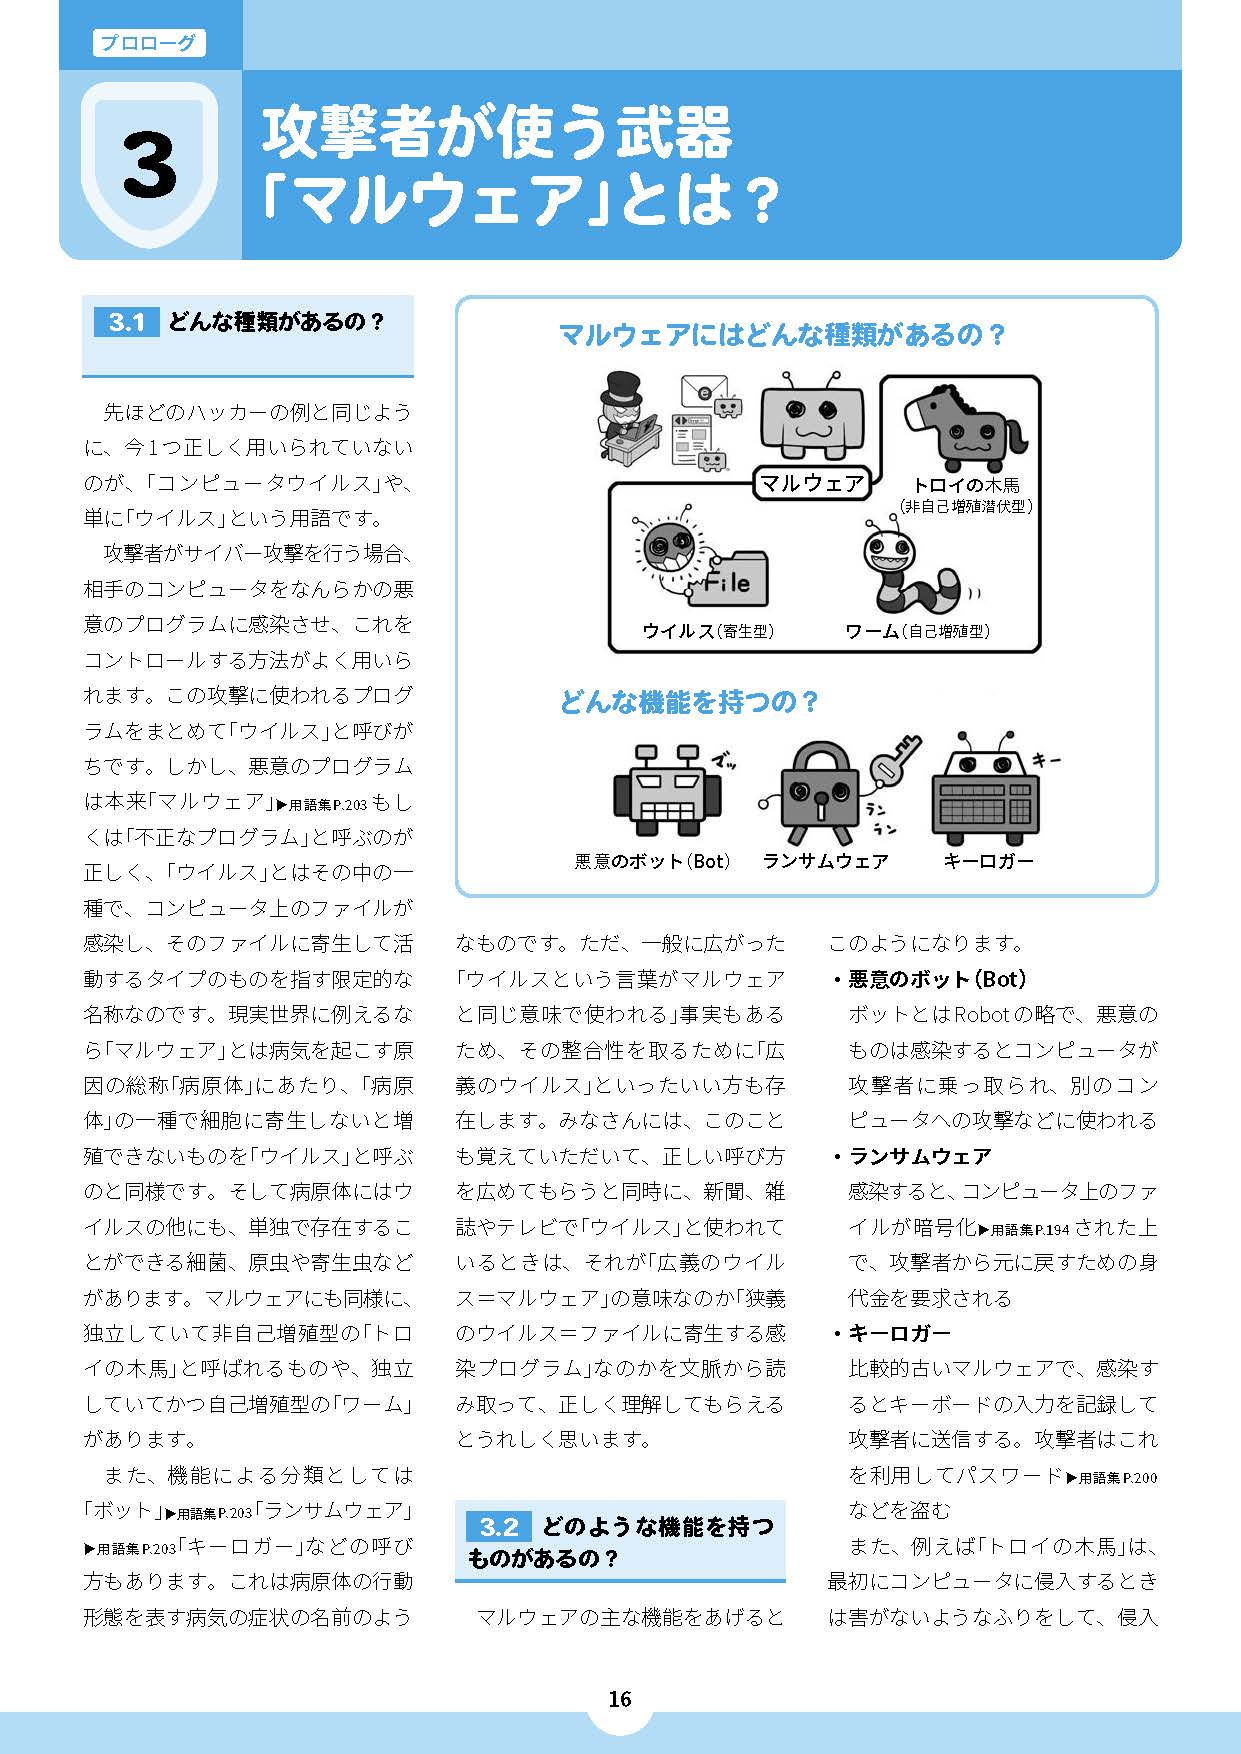 プロローグ
3
攻撃者が使う武器
「マルウェア」とは?
3.1 どんな種類があるの?
先ほどのハッカーの例と同じよう
に、今1つ正しく用いられていない
のが、「コンピュータウイルス」や、
単に「ウイルス」という用語です。
攻撃者がサイバー攻撃を行う場合、
相手のコンピュータをなんらかの悪
意のプログラムに感染させ、これを
コントロールする方法がよく用いら
れます。この攻撃に使われるプログ
ラムをまとめて「ウイルス」と呼びが
ちです。しかし、悪意のプログラム
は本来「マルウェア」▶用語集P.203もし
くは「不正なプログラム」と呼ぶのが
正しく、「ウイルス」とはその中の一
種で、コンピュータ上のファイルが
感染し、そのファイルに寄生して活
動するタイプのものを指す限定的な
名称なのです。現実世界に例えるな
ら「マルウェア」とは病気を起こす原
因の総称「病原体」にあたり、「病原
体」の一種で細胞に寄生しないと増
殖できないものを「ウイルス」と呼ぶ
のと同様です。そして病原体にはウ
イルスの他にも、単独で存在するこ
とができる細菌、原虫や寄生虫など
があります。マルウェアにも同様に、
独立していて非自己増殖型の「トロ
イの木馬」と呼ばれるものや、独立
していてかつ自己増殖型の「ワーム」
があります。
また、機能による分類としては
「ボット」▶用語集P.203「ランサムウェア」
▶用語集P.203「キーロガー」などの呼び
方もあります。これは病原体の行動
形態を表す病気の症状の名前のよう
マルウェアにはどんな種類があるの?
e
マルウェア
トロイの木馬
(非自己増殖潜伏型)
File
ウイルス(寄生型)
ワーム(自己増殖型)
どんな機能を持つの?
マッ
ラン
ラン
キー
悪意のボット(Bot)
ランサムウェア
キーロガー
なものです。ただ、一般に広がった
「ウイルスという言葉がマルウェア
と同じ意味で使われる」事実もある
ため、その整合性を取るために「広
義のウイルス」といったいい方も存
在します。みなさんには、このこと
も覚えていただいて、正しい呼び方
を広めてもらうと同時に、新聞、雑
誌やテレビで「ウイルス」と使われて
いるときは、それが「広義のウイル
ス=マルウェア」の意味なのか「狭義
のウイルス=ファイルに寄生する感
染プログラム」なのかを文脈から読
み取って、正しく理解してもらえる
とうれしく思います。
3.2 どのような機能を持つ
ものがあるの?
マルウェアの主な機能をあげると
このようになります。
・悪意のボット(Bot)
ボットとはRobotの略で、悪意の
ものは感染するとコンピュータが
攻撃者に乗っ取られ、別のコン
ピュータへの攻撃などに使われる
・ランサムウェア
感染すると、コンピュータ上のファ
イルが暗号化▶用語集P.194された上
で、攻撃者から元に戻すための身
代金を要求される
・キーロガー
比較的古いマルウェアで、感染す
るとキーボードの入力を記録して
攻撃者に送信する。攻撃者はこれ
を利用してパスワード▶用語集P.200
などを盗む
また、例えば「トロイの木馬」は、
最初にコンピュータに侵入するとき
は害がないようなふりをして、侵入
16